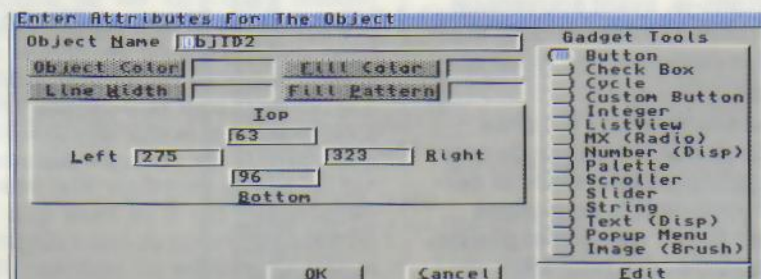 Enter Attributes For The Object
Object Name ObjID2
Object Color
Fill Color
Line Width
Fill Pattern
Top
63
Left 275
323 Right
96
Bottom
OK
Cancel
Gadget Tools
Button
Check Box
Cycle
Custom Button
Integer
ListView
MX (Radio)
Number (Disp)
Palette
Scroller
Slider
String
Text (Disp)
Popup Menu
Image (Brush)
Edit